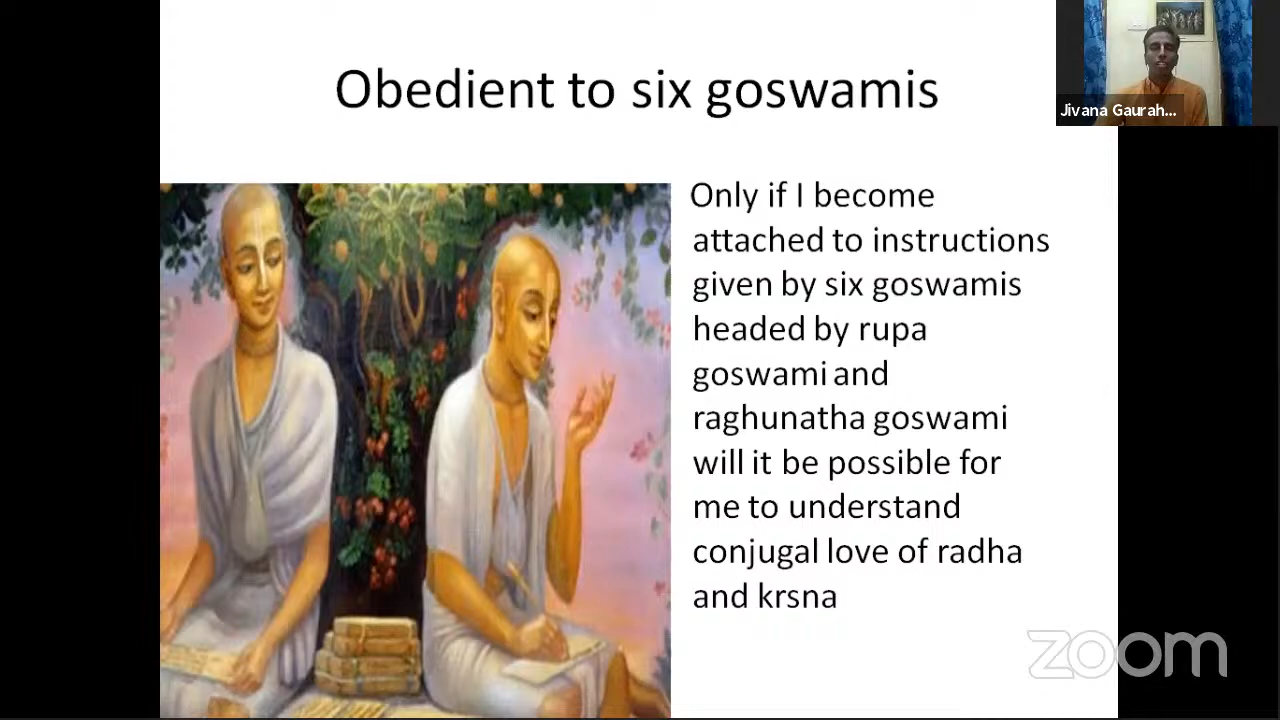 Obedient to six goswamis
Jivana Gaurah...
Only if I become
attached to instructions
given by six goswamis
headed by rupa
goswami and
raghunatha goswami
will it be possible for
me to understand
conjugal love of radha
and krsna
zoom